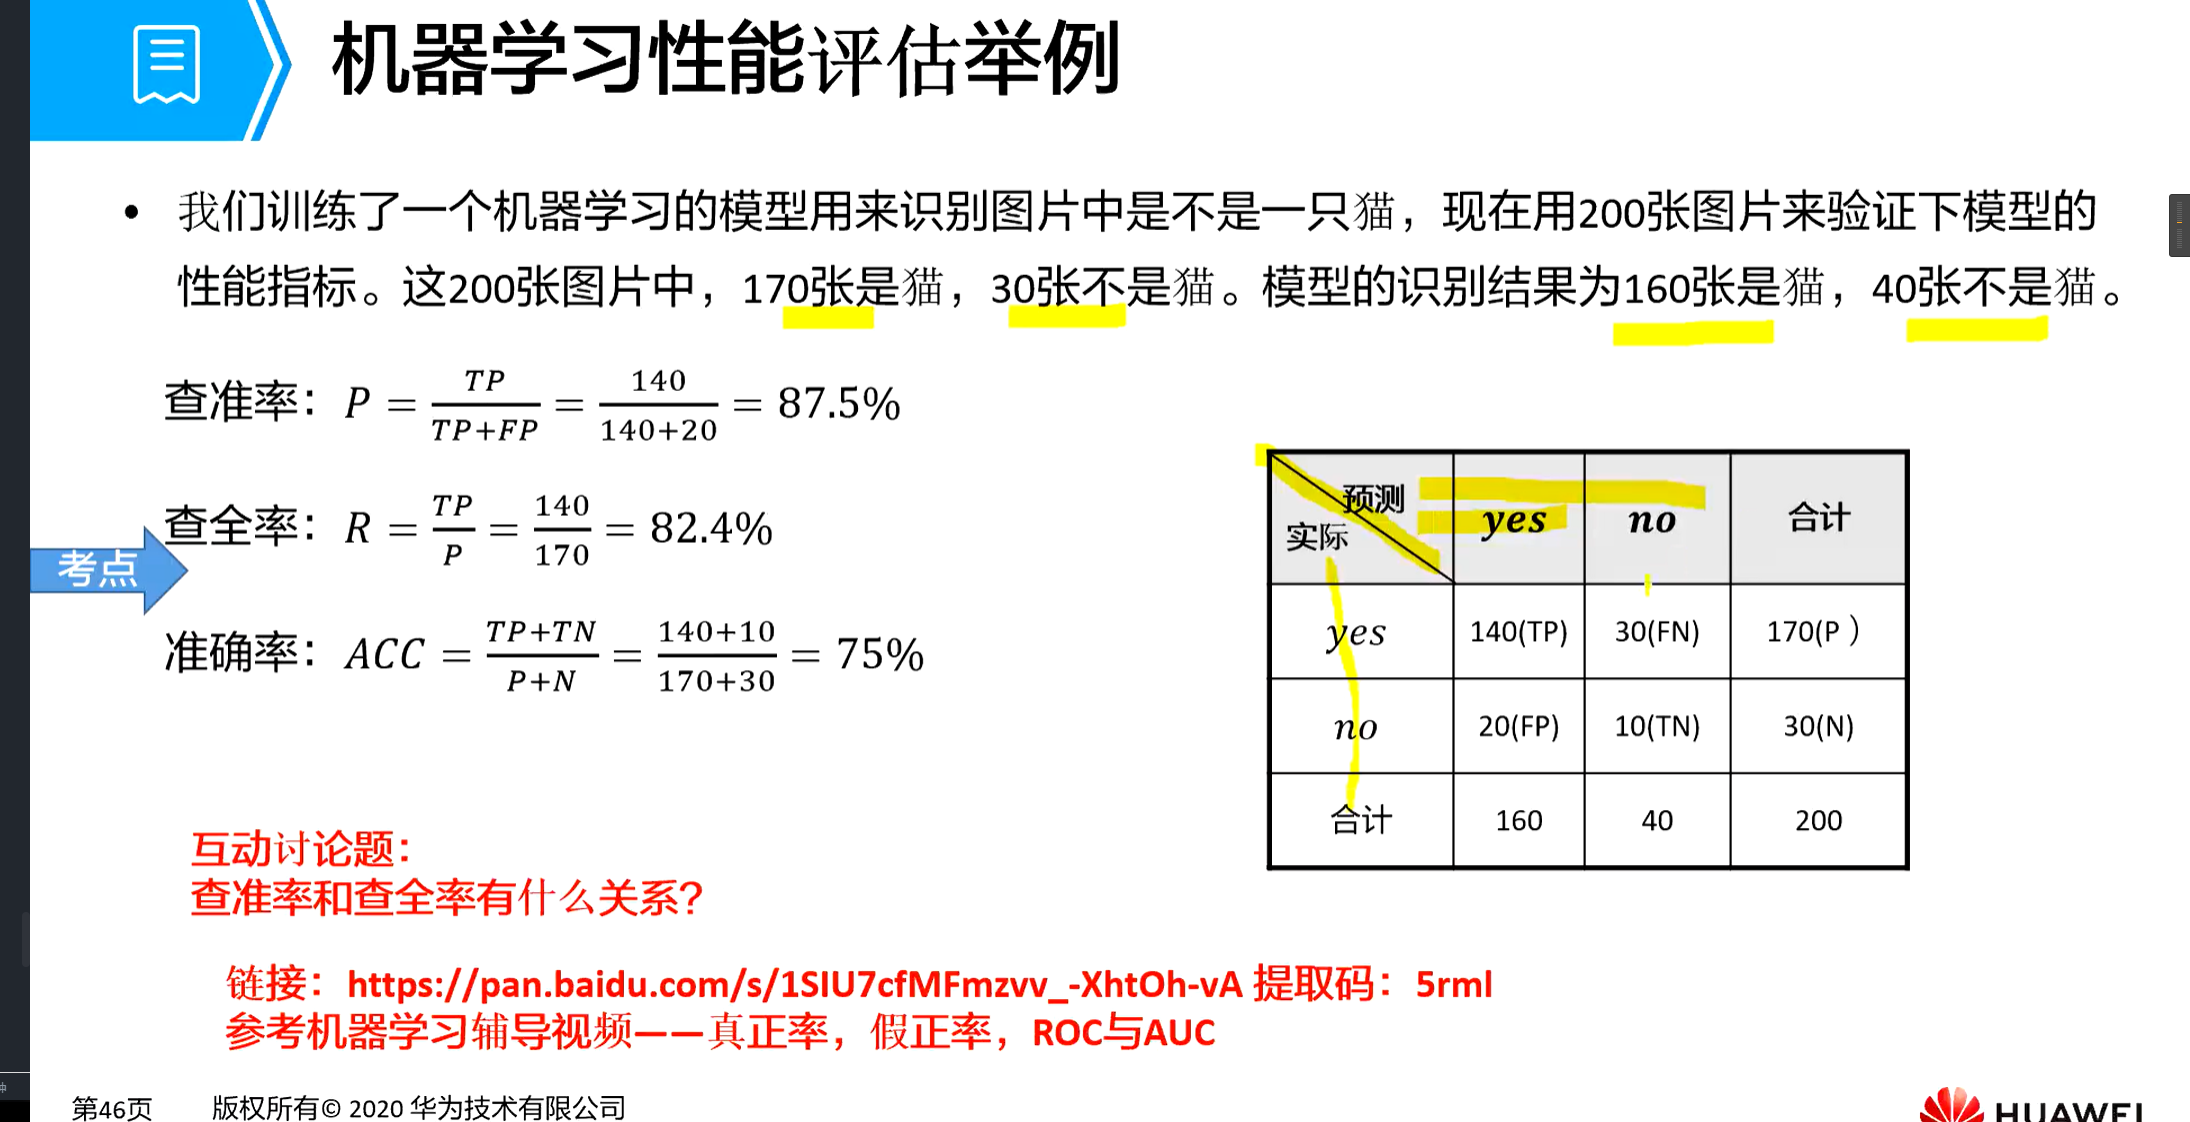 机器学习性能评估举例
• 我们训练了一个机器学习的模型用来识别图片中是不是一只猫，现在用200张图片来验证下模型的
性能指标。这200张图片中，170张是猫，30张不是猫。模型的识别结果为160张是猫，40张不是猫。
查准率：P = TP/(TP+FP) = 140/(140+20) = 87.5%
查全率：R = TP/P = 140/170 = 82.4%
考点
准确率：ACC = (TP+TN)/(P+N) = (140+10)/(170+30) = 75%
预测
实际
yes no 合计
yes 140(TP) 30(FN) 170(P）
no 20(FP) 10(TN) 30(N)
合计 160 40 200
互动讨论题：
查准率和查全率有什么关系？
链接：https://pan.baidu.com/s/1SIU7cfMFmzvv_-XhtOh-vA 提取码：5rml
参考机器学习辅导视频——真正率，假正率，ROC与AUC
第46页 版权所有© 2020 华为技术有限公司
HUAWEI